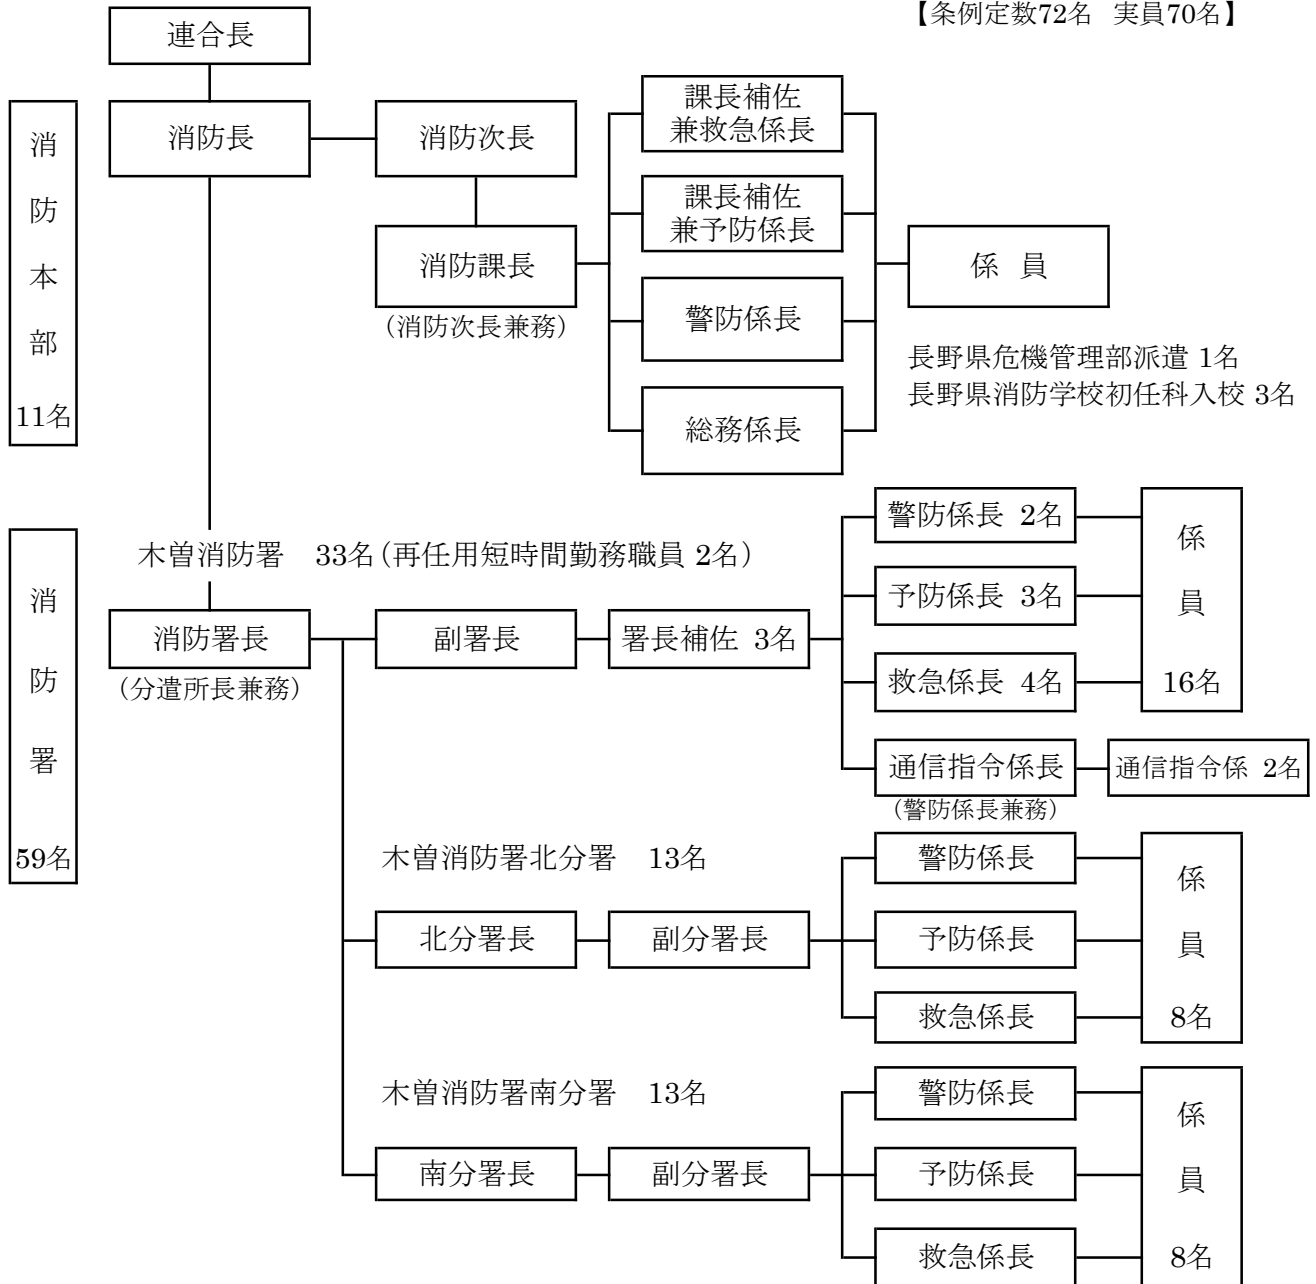 【条例定数72名 実員70名】
連合長
消防本部
11名
消防長
消防次長
消防課長
（消防次長兼務）
課長補佐
兼救急係長
課長補佐
兼予防係長
警防係長
総務係長
係 員
長野県危機管理部派遣 1名
長野県消防学校初任科入校 3名
消防署
59名
木曽消防署 33名（再任用短時間勤務職員 2名）
消防署長
（分遣所長兼務）
副署長
署長補佐 3名
警防係長 2名
予防係長 3名
救急係長 4名
係員
16名
通信指令係長
（警防係長兼務）
通信指令係 2名
木曽消防署北分署 13名
北分署長
副分署長
警防係長
予防係長
救急係長
係員
8名
木曽消防署南分署 13名
南分署長
副分署長
警防係長
予防係長
救急係長
係員
8名